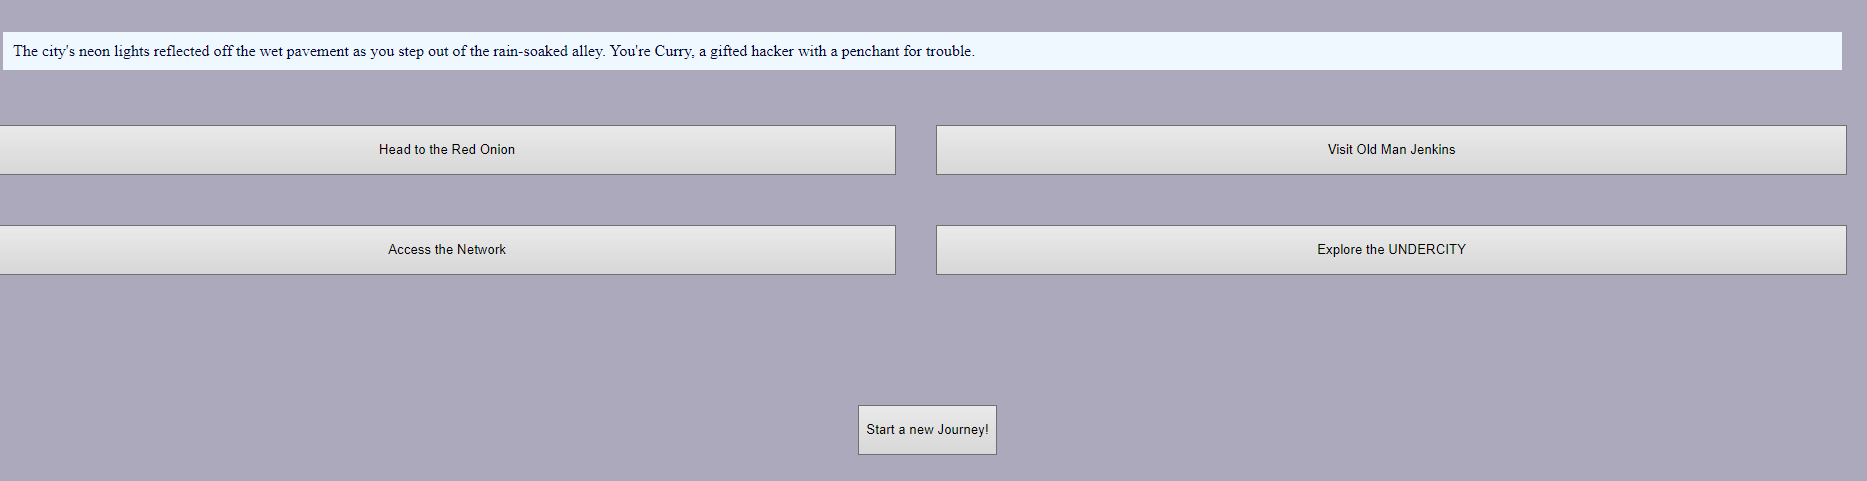 The city's neon lights reflected off the wet pavement as you step out of the rain-soaked alley. You're Curry, a gifted hacker with a penchant for trouble.
Head to the Red Onion
Visit Old Man Jenkins
Access the Network
Explore the UNDERCITY
Start a new Journey!